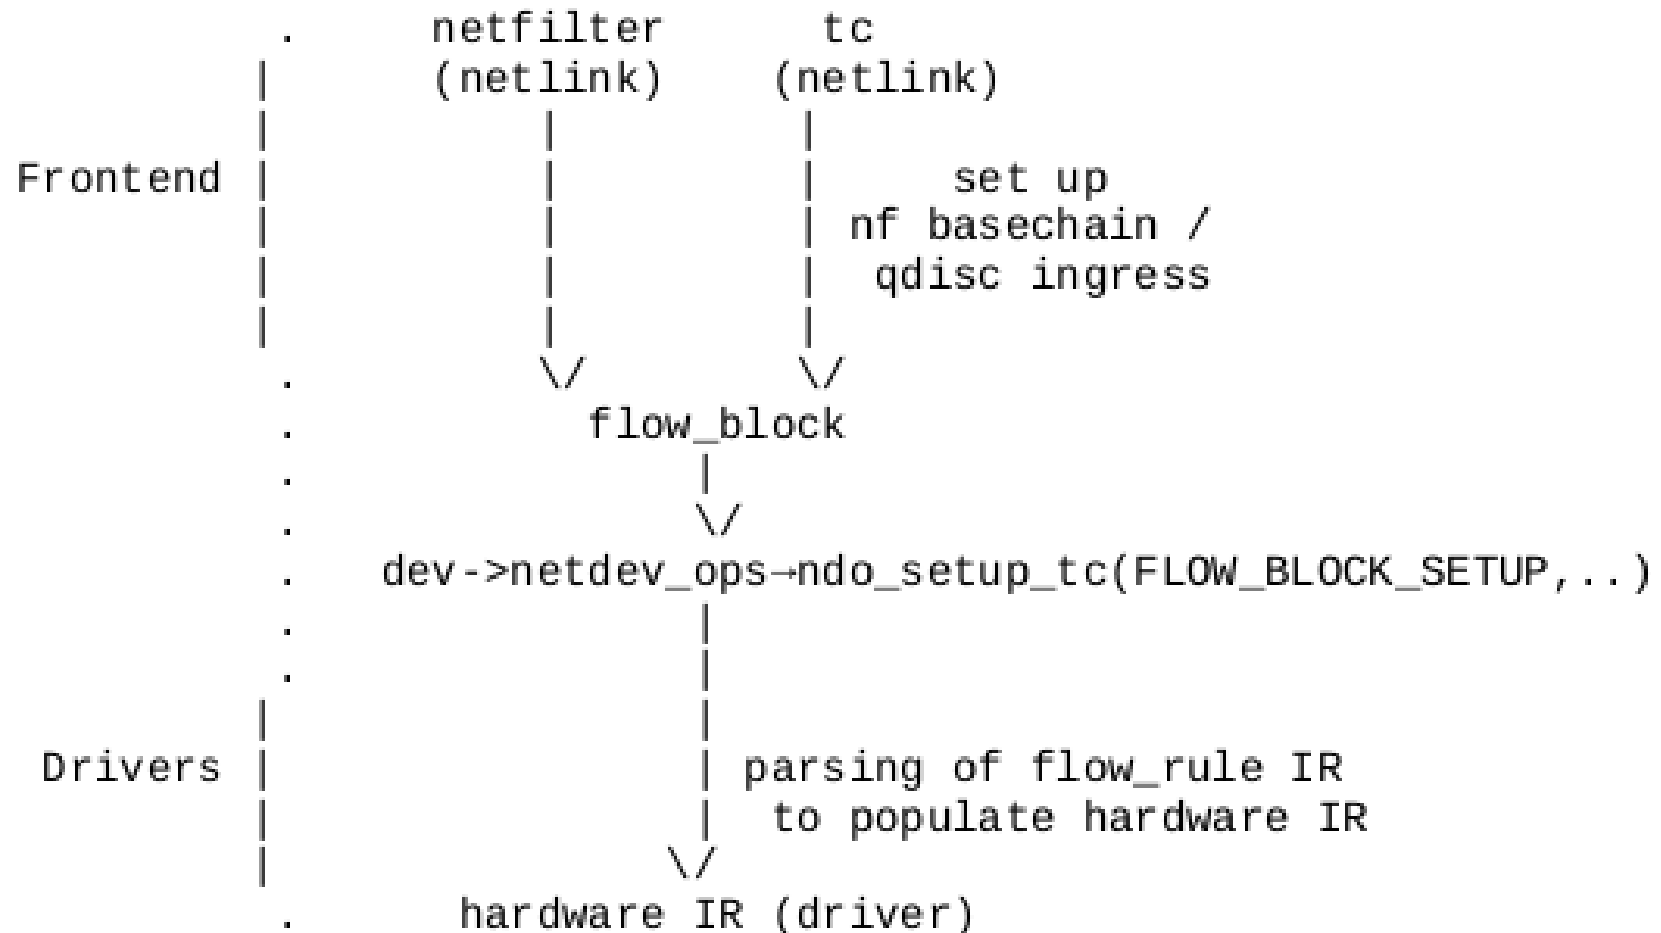 . netfilter tc
| (netlink) (netlink)
| | |
Frontend | | | set up
| | | nf basechain /
| | | qdisc ingress
| | |
. \/ \/
. flow_block
. |
. \/
. dev->netdev_ops→ndo_setup_tc(FLOW_BLOCK_SETUP,..)
. |
. |
| |
Drivers | | parsing of flow_rule IR
| | to populate hardware IR
| \/
. hardware IR (driver)